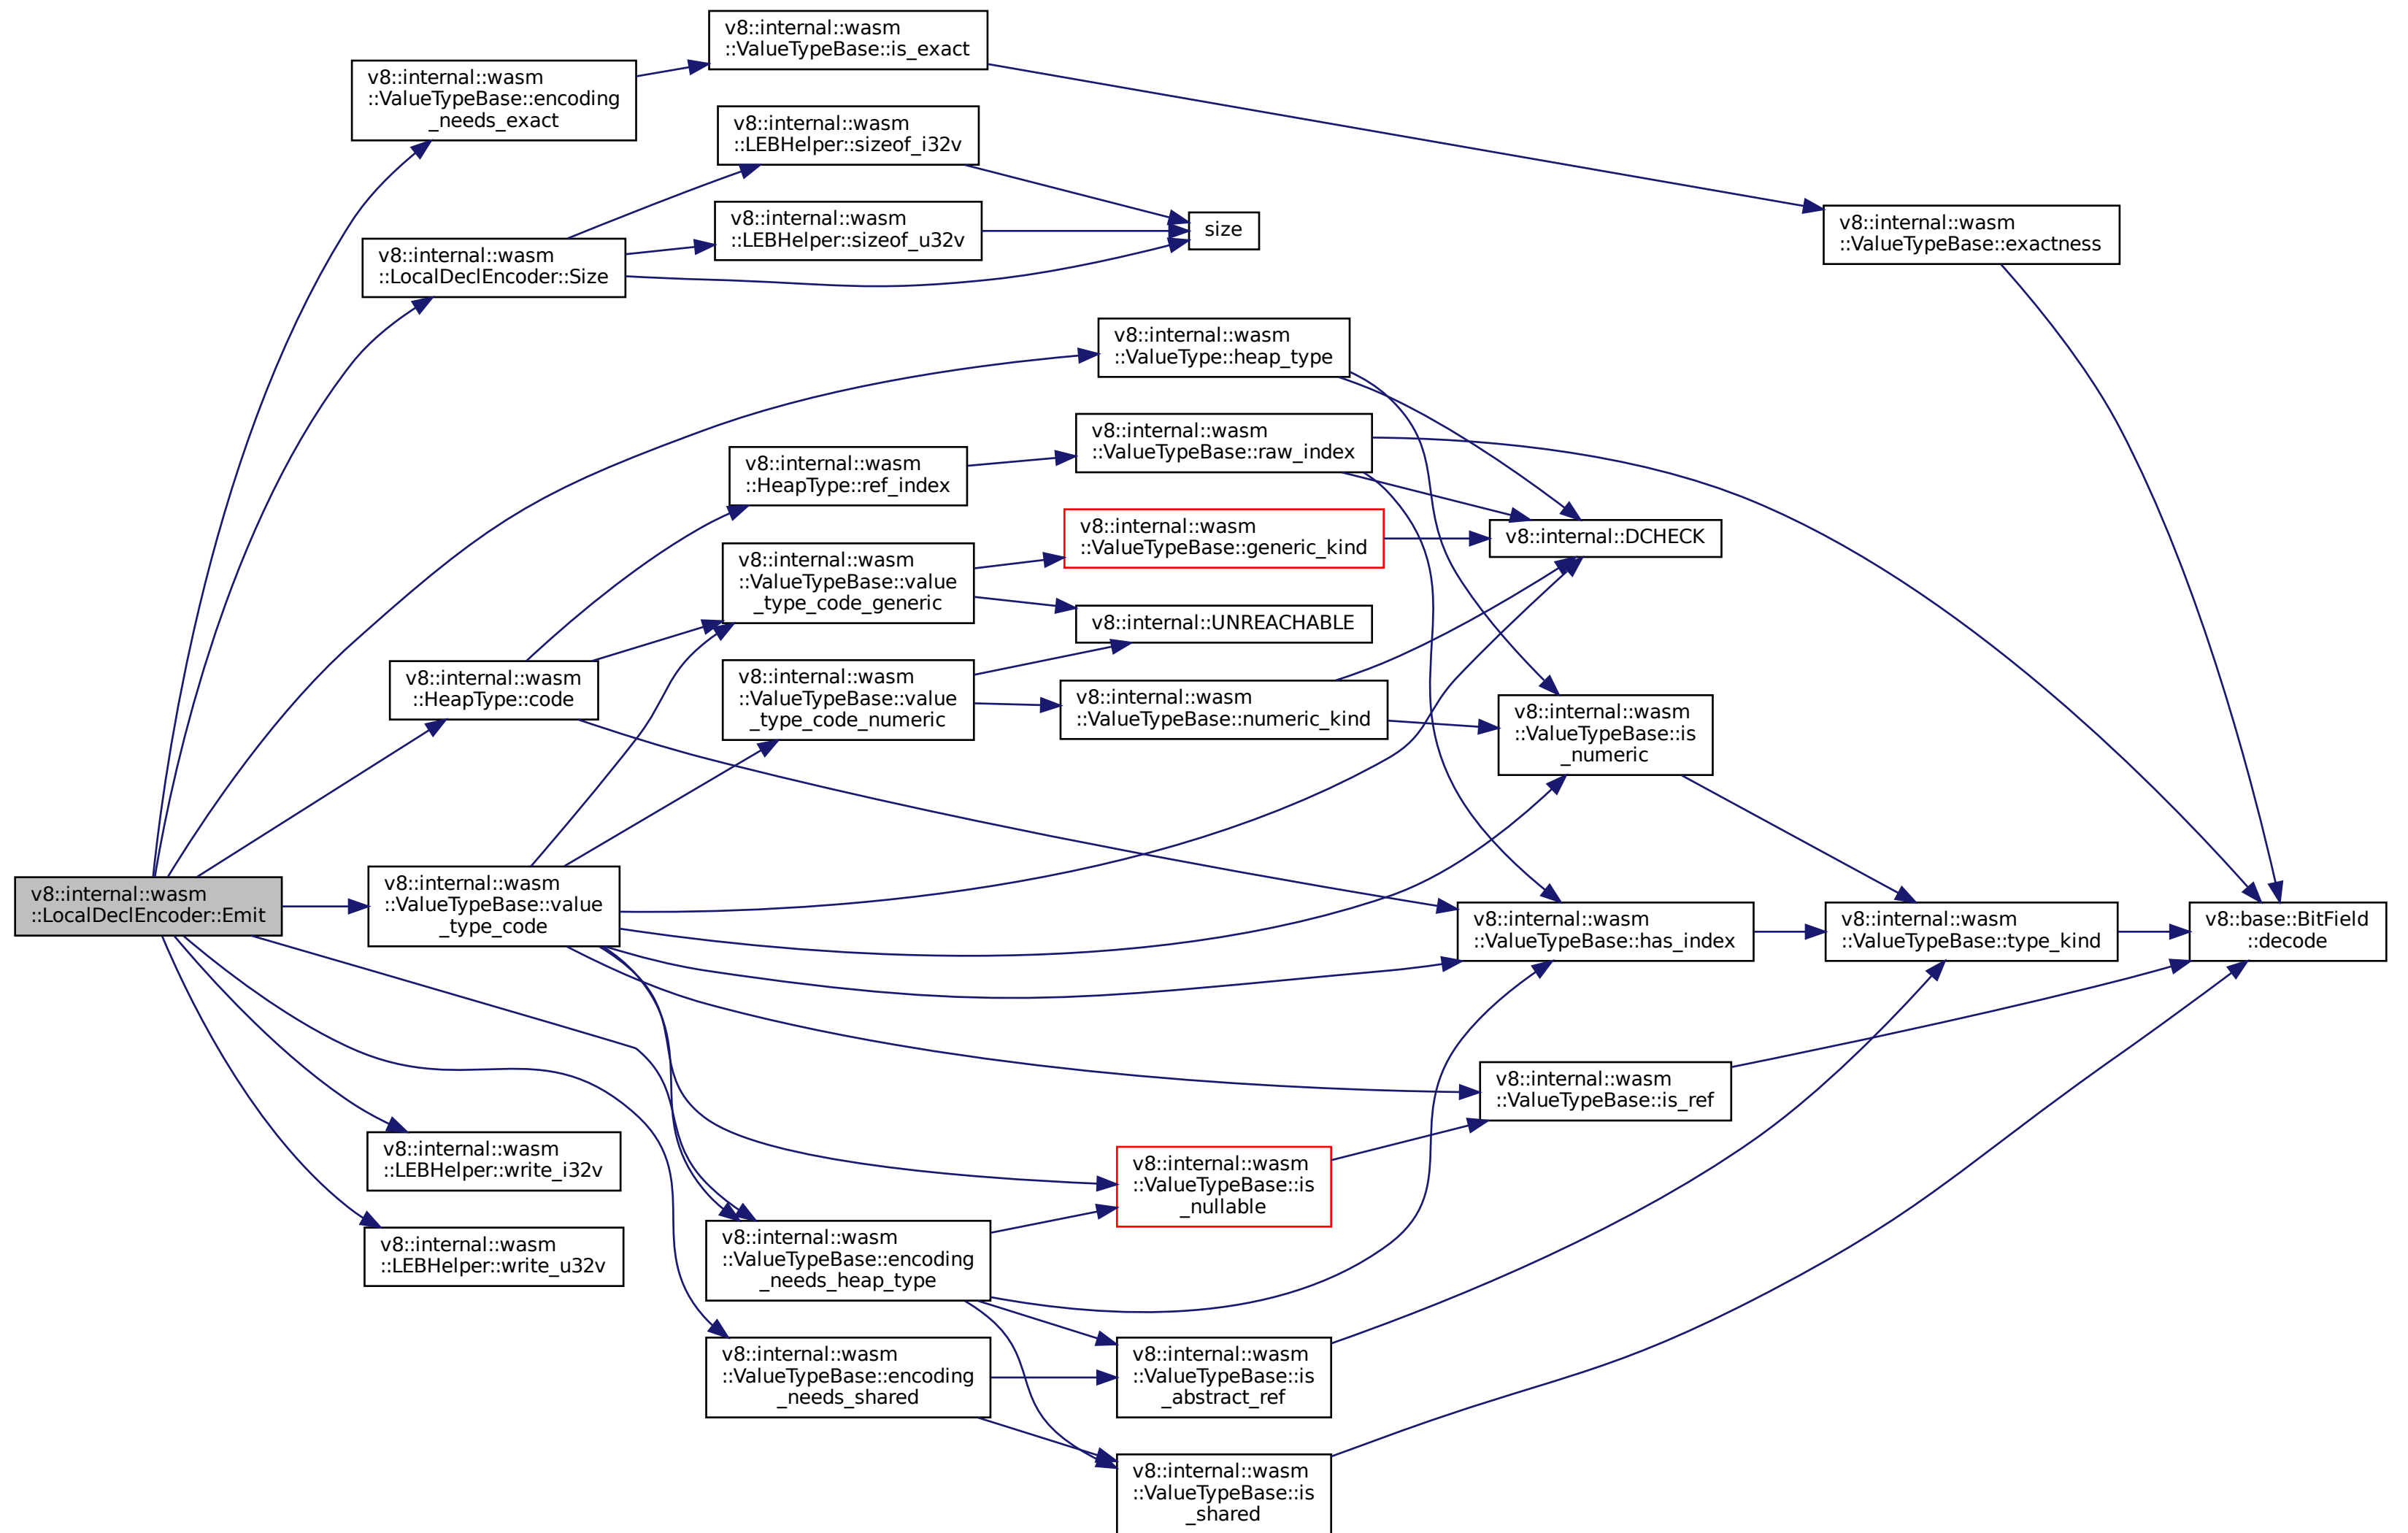 v8::internal::wasm
::ValueTypeBase::is_exact
v8::internal::wasm
::ValueTypeBase::encoding
_needs_exact
v8::internal::wasm
::LEBHelper::sizeof_i32v
v8::internal::wasm
::LEBHelper::sizeof_u32v
size
v8::internal::wasm
::ValueTypeBase::exactness
v8::internal::wasm
::LocalDeclEncoder::Size
v8::internal::wasm
::ValueType::heap_type
v8::internal::wasm
::ValueTypeBase::raw_index
v8::internal::wasm
::HeapType::ref_index
v8::internal::wasm
::ValueTypeBase::generic_kind
v8::internal::DCHECK
v8::internal::wasm
::ValueTypeBase::value
_type_code_generic
v8::internal::UNREACHABLE
v8::internal::wasm
::HeapType::code
v8::internal::wasm
::ValueTypeBase::value
_type_code_numeric
v8::internal::wasm
::ValueTypeBase::numeric_kind
v8::internal::wasm
::ValueTypeBase::is
_numeric
v8::internal::wasm
::LocalDeclEncoder::Emit
v8::internal::wasm
::ValueTypeBase::value
_type_code
v8::internal::wasm
::ValueTypeBase::has_index
v8::internal::wasm
::ValueTypeBase::type_kind
v8::base::BitField
::decode
v8::internal::wasm
::ValueTypeBase::is_ref
v8::internal::wasm
::LEBHelper::write_i32v
v8::internal::wasm
::ValueTypeBase::is
_nullable
v8::internal::wasm
::LEBHelper::write_u32v
v8::internal::wasm
::ValueTypeBase::encoding
_needs_heap_type
v8::internal::wasm
::ValueTypeBase::encoding
_needs_shared
v8::internal::wasm
::ValueTypeBase::is
_abstract_ref
v8::internal::wasm
::ValueTypeBase::is
_shared